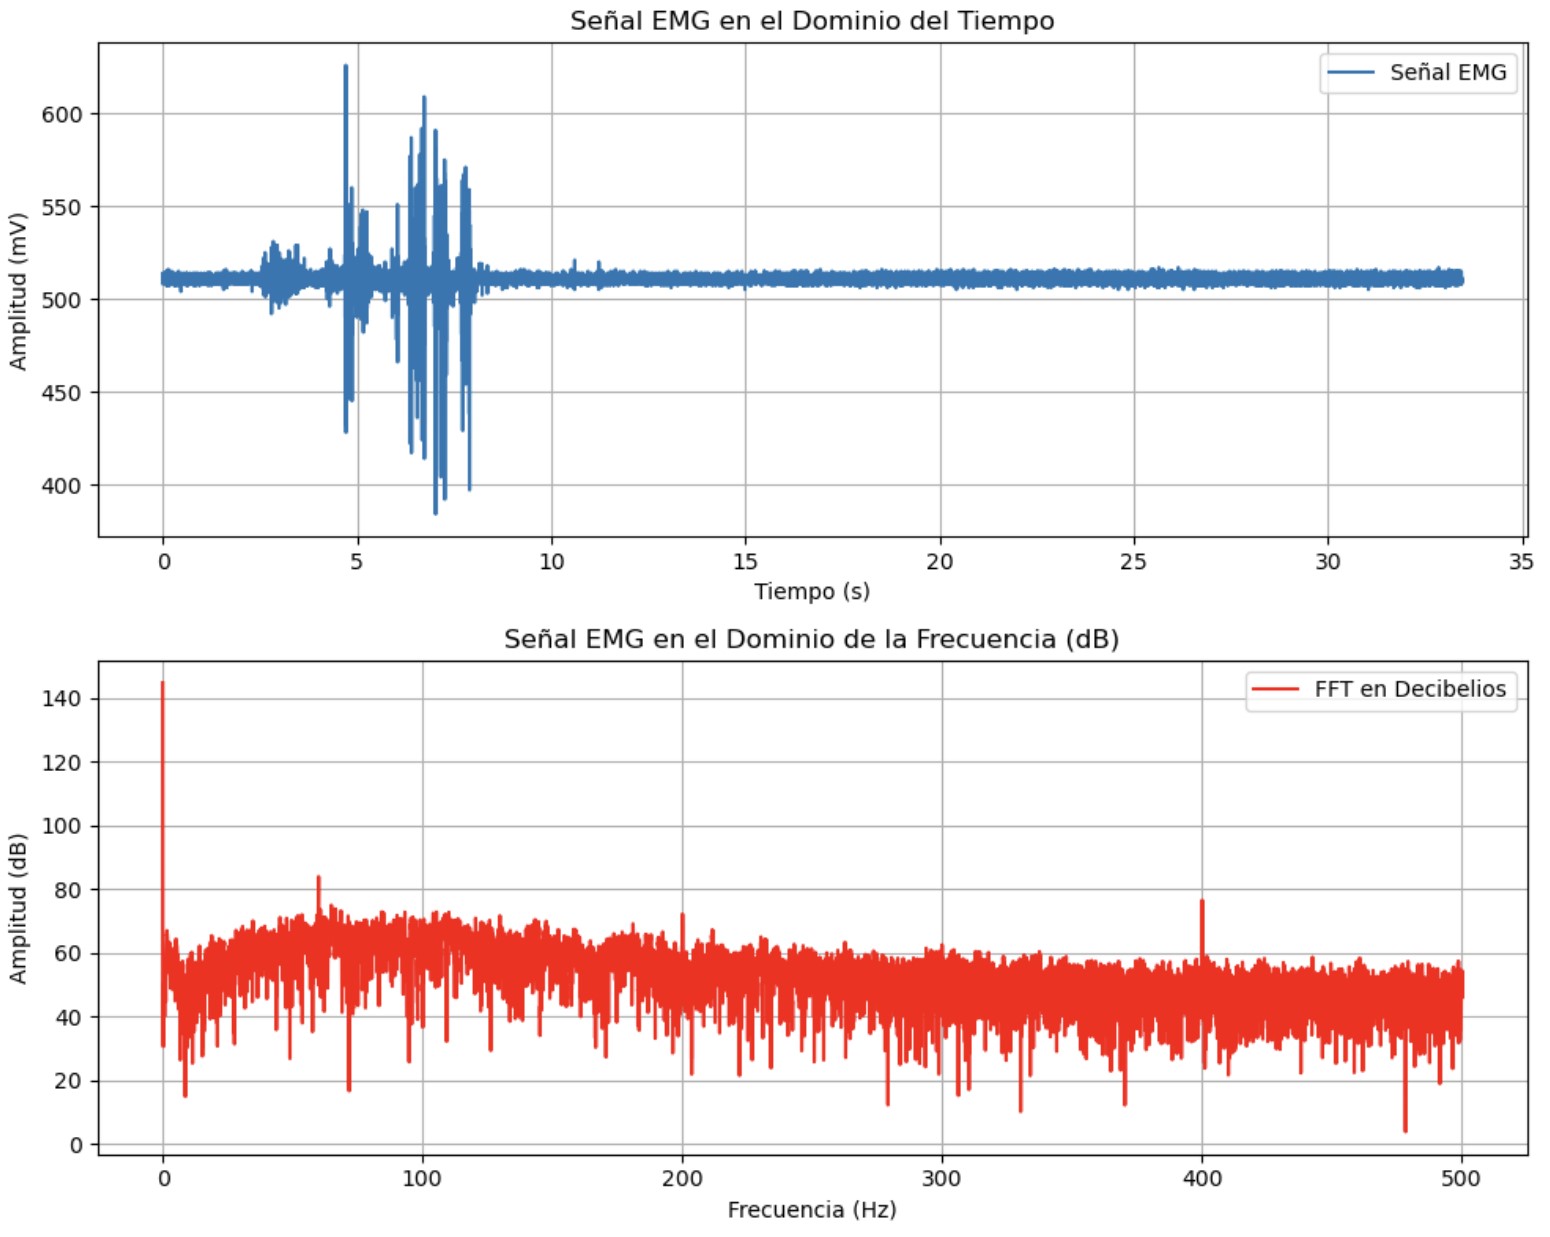 Señal EMG en el Dominio del Tiempo
Señal EMG
600
550
500
450
400
Amplitud (mV)
0 5 10 15 20 25 30 35
Tiempo (s)
Señal EMG en el Dominio de la Frecuencia (dB)
FFT en Decibelios
140
120
100
80
60
40
20
0
Amplitud (dB)
0 100 200 300 400 500
Frecuencia (Hz)